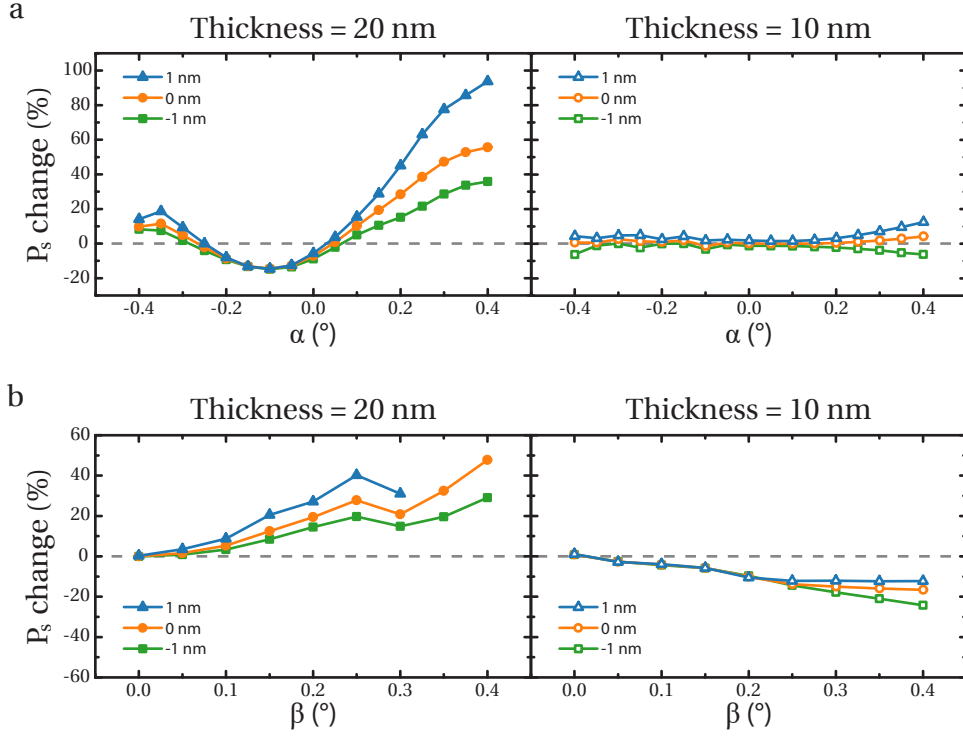 a
Thickness = 20 nm
Thickness = 10 nm
Pₛ change (%)
100
80
60
40
20
0
-20
1 nm
0 nm
-1 nm
1 nm
0 nm
-1 nm
-0.4 -0.2 0.0 0.2 0.4
-0.4 -0.2 0.0 0.2 0.4
α (°)
α (°)
b
Thickness = 20 nm
Thickness = 10 nm
Pₛ change (%)
60
40
20
0
-20
-40
-60
1 nm
0 nm
-1 nm
1 nm
0 nm
-1 nm
0.0 0.1 0.2 0.3 0.4
0.0 0.1 0.2 0.3 0.4
β (°)
β (°)